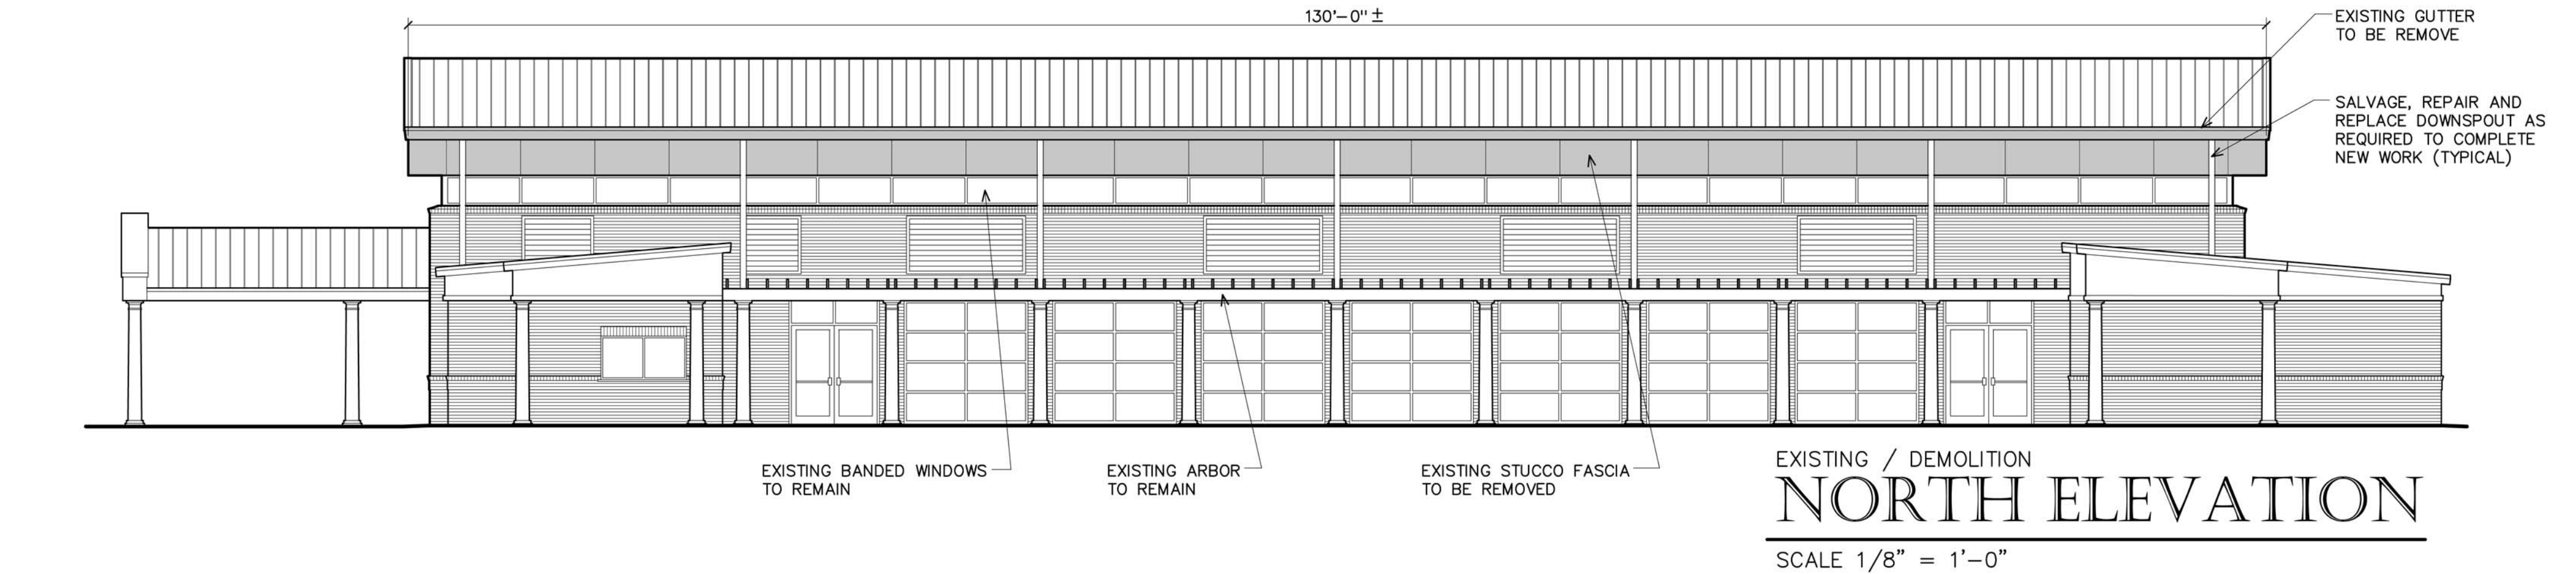 130'-0" ±
EXISTING GUTTER
TO BE REMOVE
SALVAGE, REPAIR AND
REPLACE DOWNSPOUT AS
REQUIRED TO COMPLETE
NEW WORK (TYPICAL)
EXISTING BANDED WINDOWS
TO REMAIN
EXISTING ARBOR
TO REMAIN
EXISTING STUCCO FASCIA
TO BE REMOVED
EXISTING / DEMOLITION
NORTH ELEVATION
SCALE 1/8" = 1'-0"